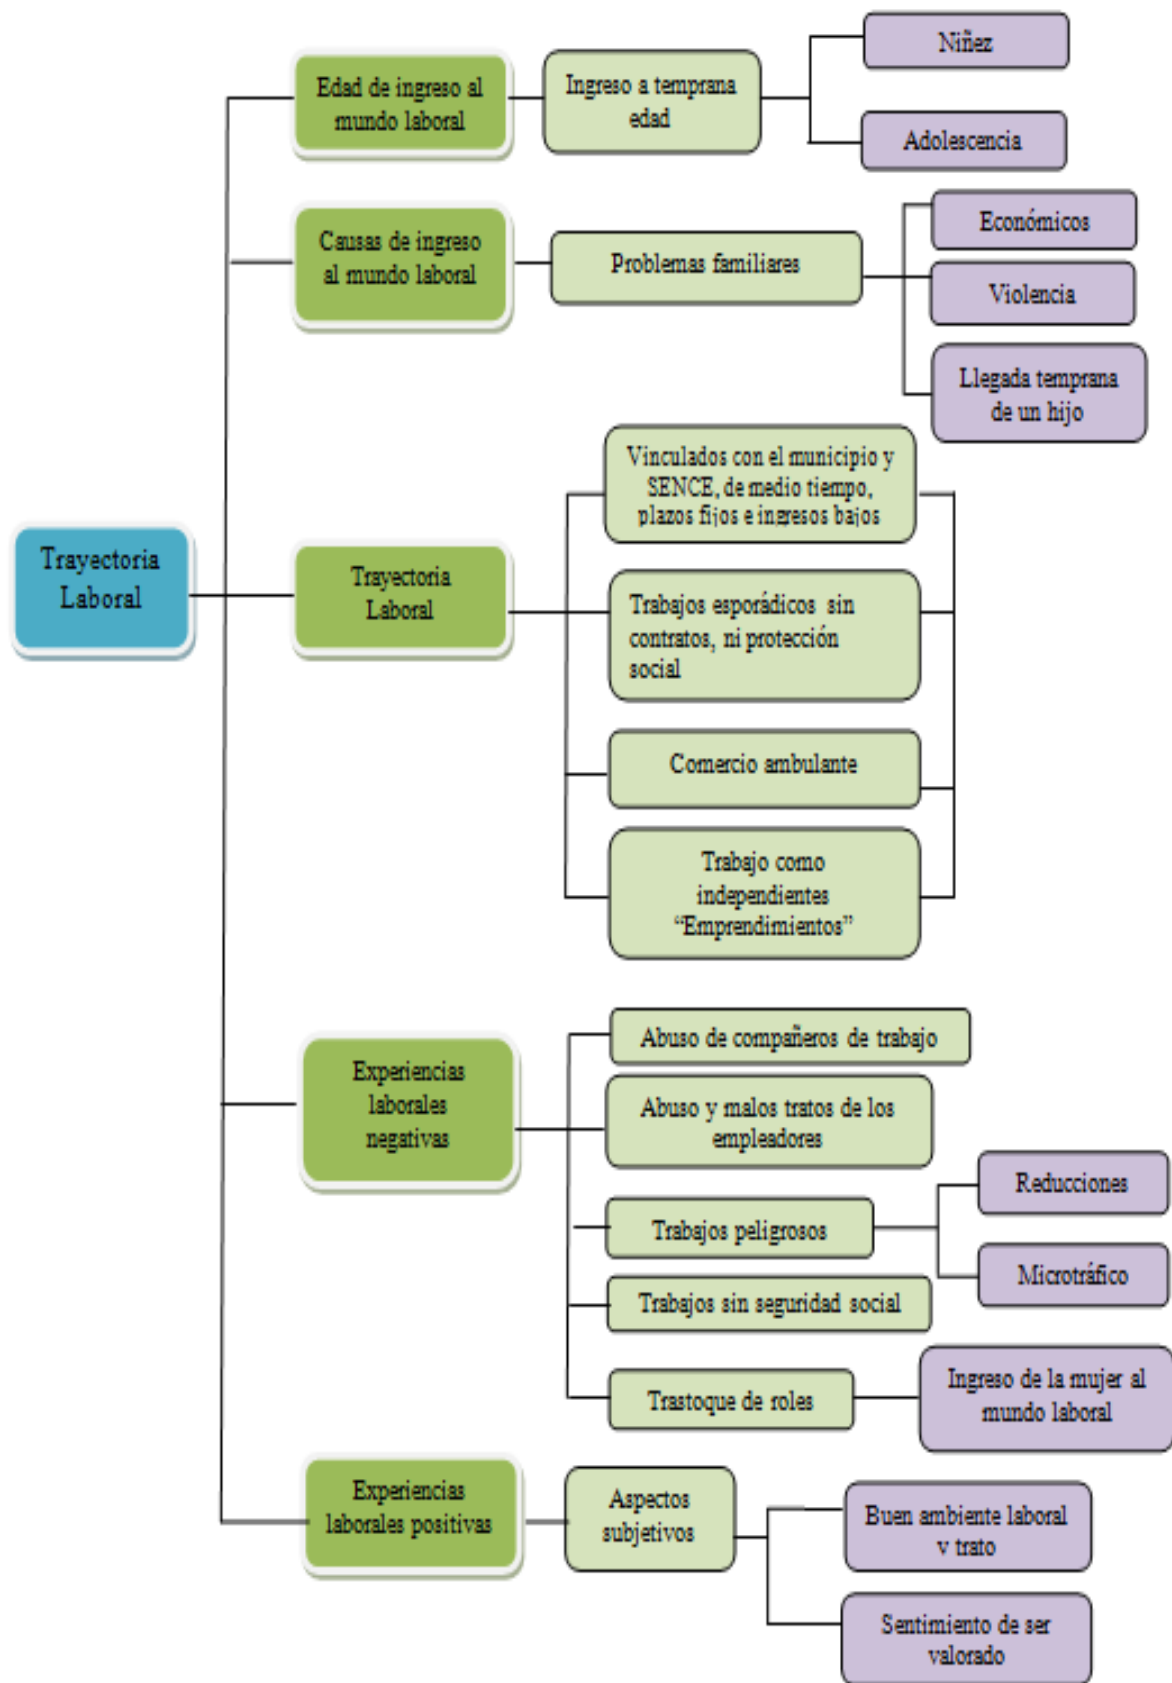 Niñez
Edad de ingreso al
mundo laboral
Ingreso a temprana
edad
Adolescencia
Económicos
Causas de ingreso
al mundo laboral
Problemas familiares
Violencia
Llegada temprana
de un hijo
Vinculados con el municipio y
SENCE, de medio tiempo,
plazos fijos e ingresos bajos
Trayectoria
Laboral
Trayectoria
Laboral
Trabajos esporádicos sin
contratos, ni protección
social
Comercio ambulante
Trabajo como
independientes
“Emprendimientos”
Abuso de compañeros de trabajo
Experiencias
laborales
negativas
Abuso y malos tratos de los
empleadores
Reducciones
Trabajos peligrosos
Microtráfico
Trabajos sin seguridad social
Trastoque de roles
Ingreso de la mujer al
mundo laboral
Experiencias
laborales positivas
Aspectos
subjetivos
Buen ambiente laboral
y trato
Sentimiento de ser
valorado